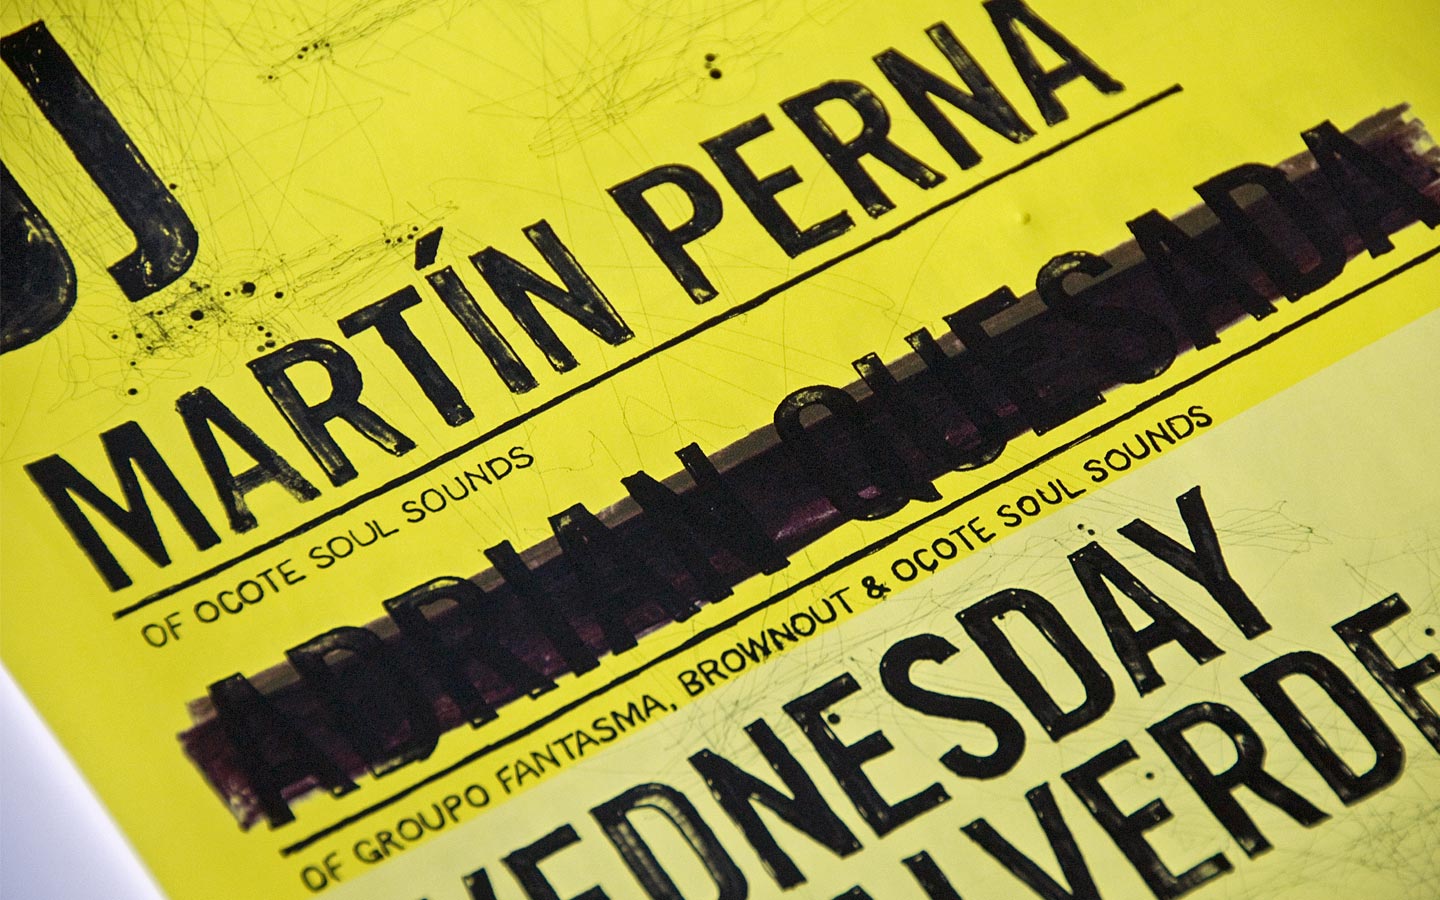 DJ
MARTÍN PERNA
OF OCOTE SOUL SOUNDS
ADRIAN QUESADA
OF GROUPO FANTASMA, BROWNOUT & OCOTE SOUL SOUNDS
WEDNESDAY